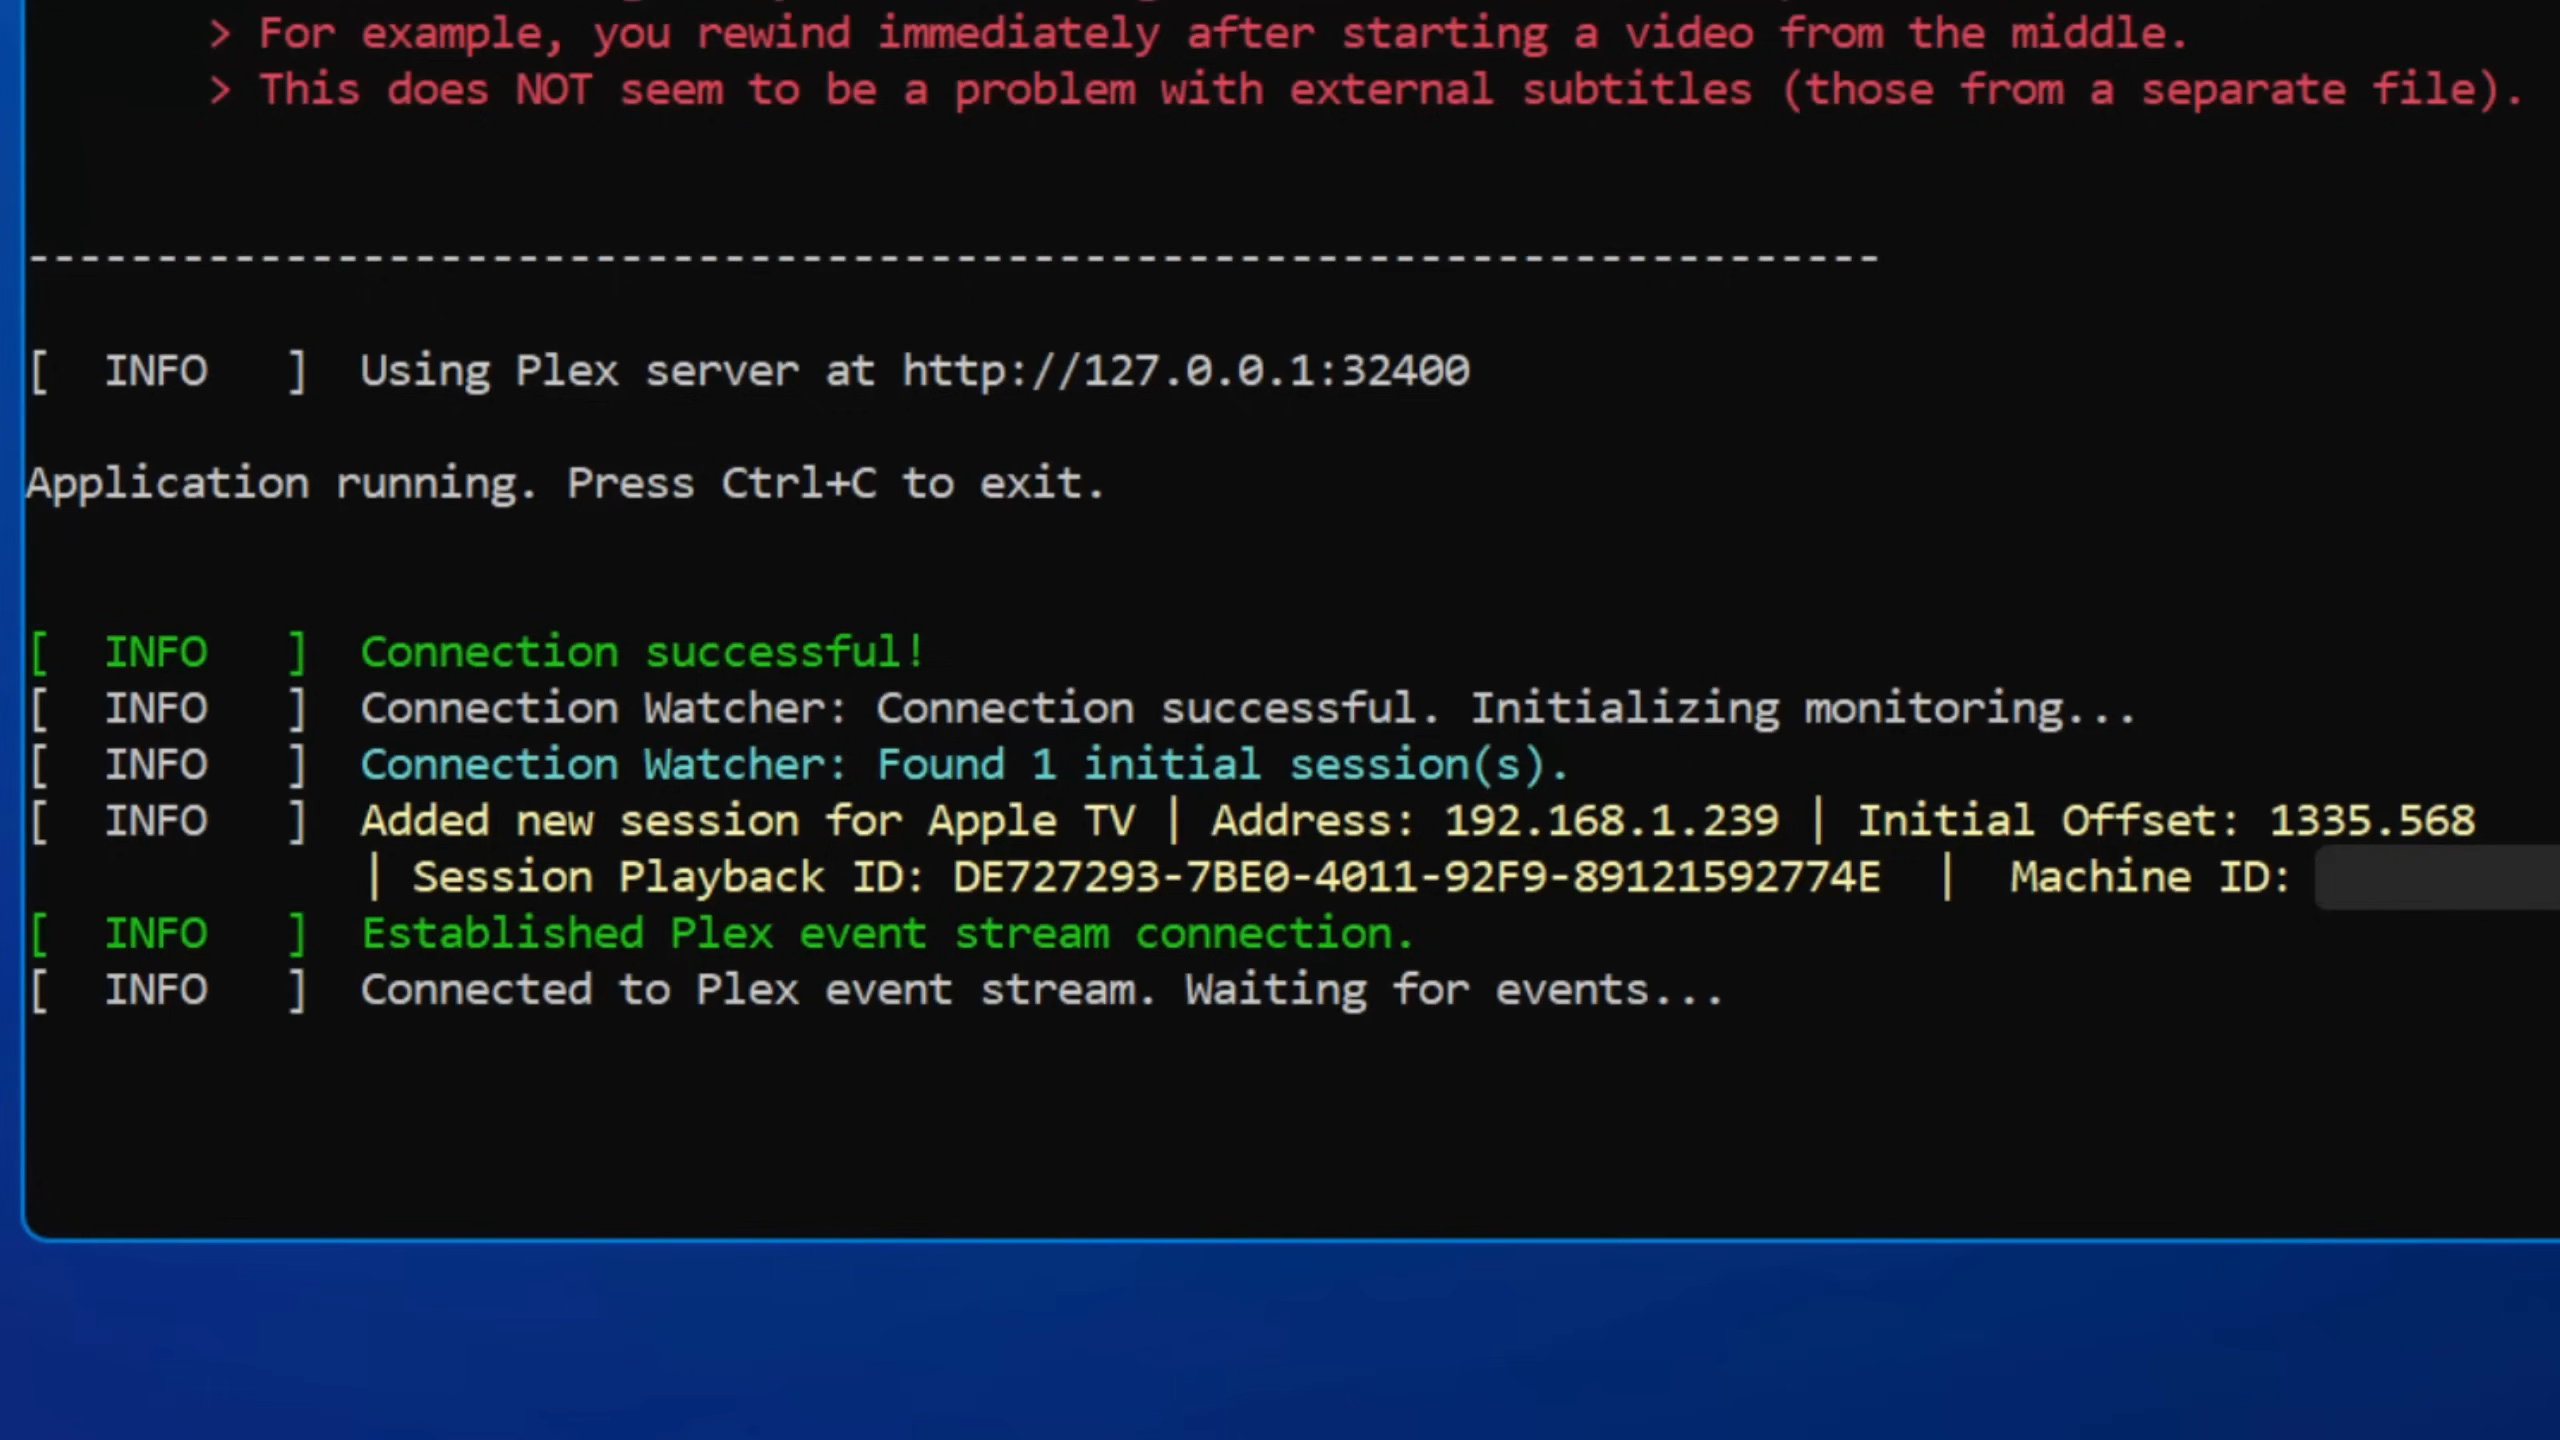 > For example, you rewind immediately after starting a video from the middle.
> This does NOT seem to be a problem with external subtitles (those from a separate file).
------------------------------------------------------------------------
[ INFO ] Using Plex server at http://127.0.0.1:32400
Application running. Press Ctrl+C to exit.
[ INFO ] Connection successful!
[ INFO ] Connection Watcher: Connection successful. Initializing monitoring...
[ INFO ] Connection Watcher: Found 1 initial session(s).
[ INFO ] Added new session for Apple TV | Address: 192.168.1.239 | Initial Offset: 1335.568
| Session Playback ID: DE727293-7BE0-4011-92F9-89121592774E | Machine ID:
[ INFO ] Established Plex event stream connection.
[ INFO ] Connected to Plex event stream. Waiting for events...